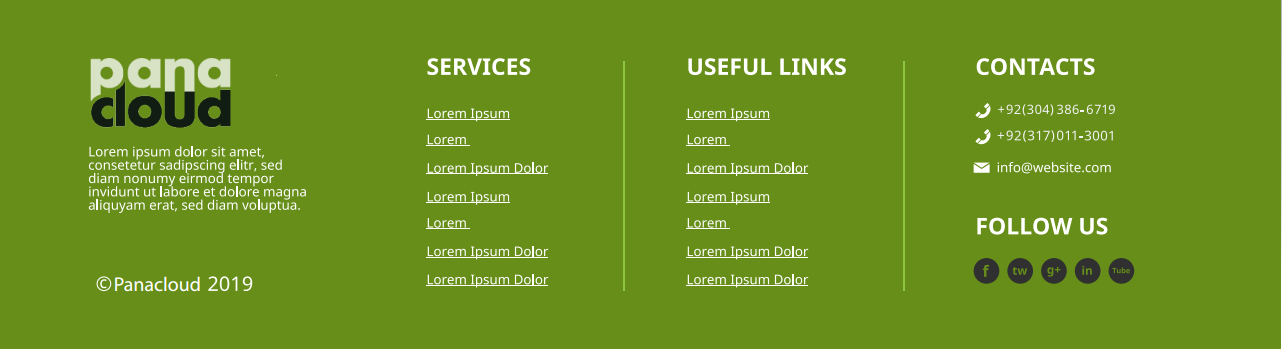 pana
cloud
Lorem ipsum dolor sit amet,
consetetur sadipscing elitr, sed
diam nonumy eirmod tempor
invidunt ut labore et dolore magna
aliquyam erat, sed diam voluptua.
©Panacloud 2019
SERVICES
Lorem Ipsum
Lorem
Lorem Ipsum Dolor
Lorem Ipsum
Lorem
Lorem Ipsum Dolor
Lorem Ipsum Dolor
USEFUL LINKS
Lorem Ipsum
Lorem
Lorem Ipsum Dolor
Lorem Ipsum
Lorem
Lorem Ipsum Dolor
Lorem Ipsum Dolor
CONTACTS
+92(304) 386-6719
+92(317)011-3001
info@website.com
FOLLOW US
f tw g+ in Tube